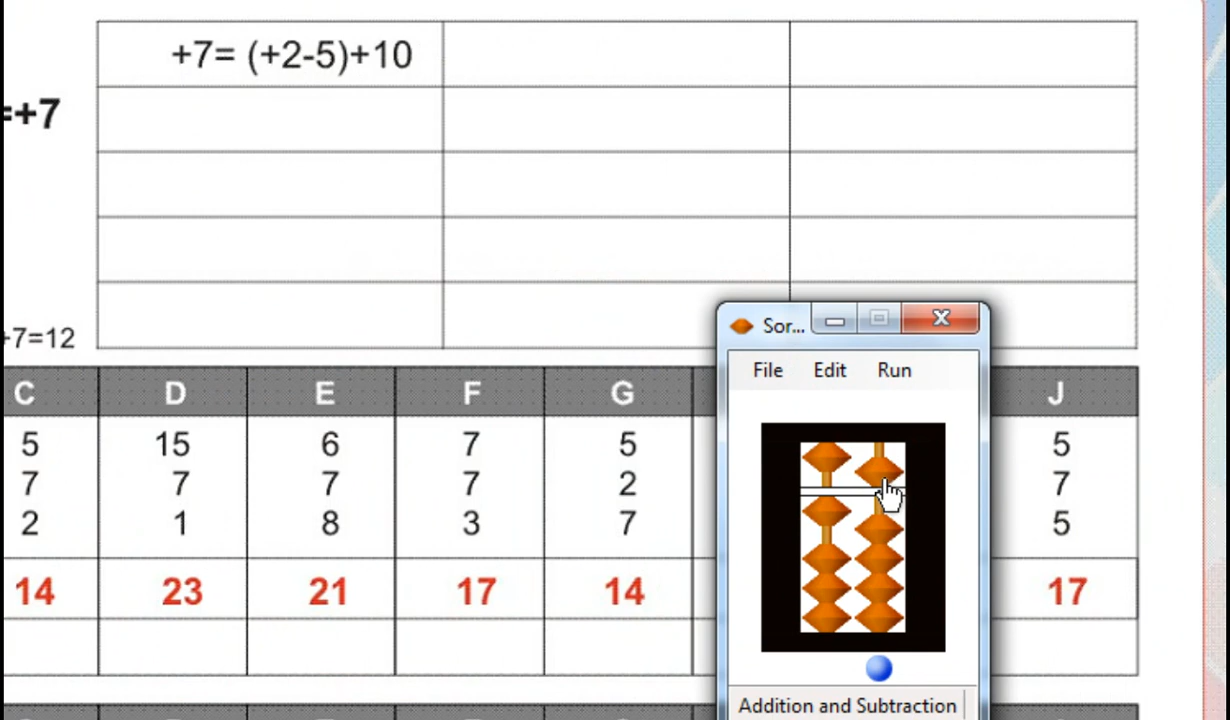 +7= (+2-5)+10
=+7
+7=12
Sor...
File Edit Run
C D E F G J
5 15 6 7 5 5
7 7 7 7 2 7
2 1 8 3 7 5
14 23 21 17 14 17
Addition and Subtraction